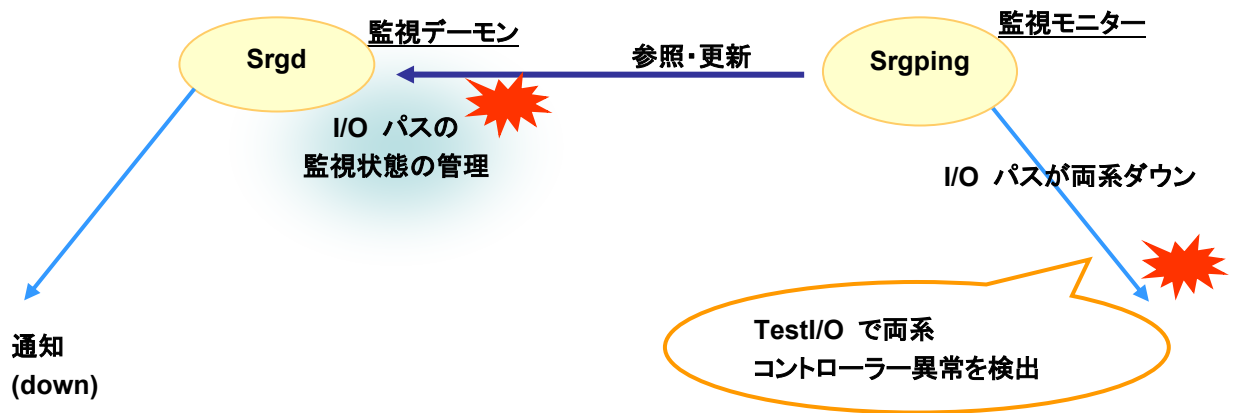 監視デーモン
Srgd
参照・更新
監視モニター
Srgping
I/O パスの
監視状態の管理
I/O パスが両系ダウン
TestI/O で両系
コントローラー異常を検出
通知
(down)